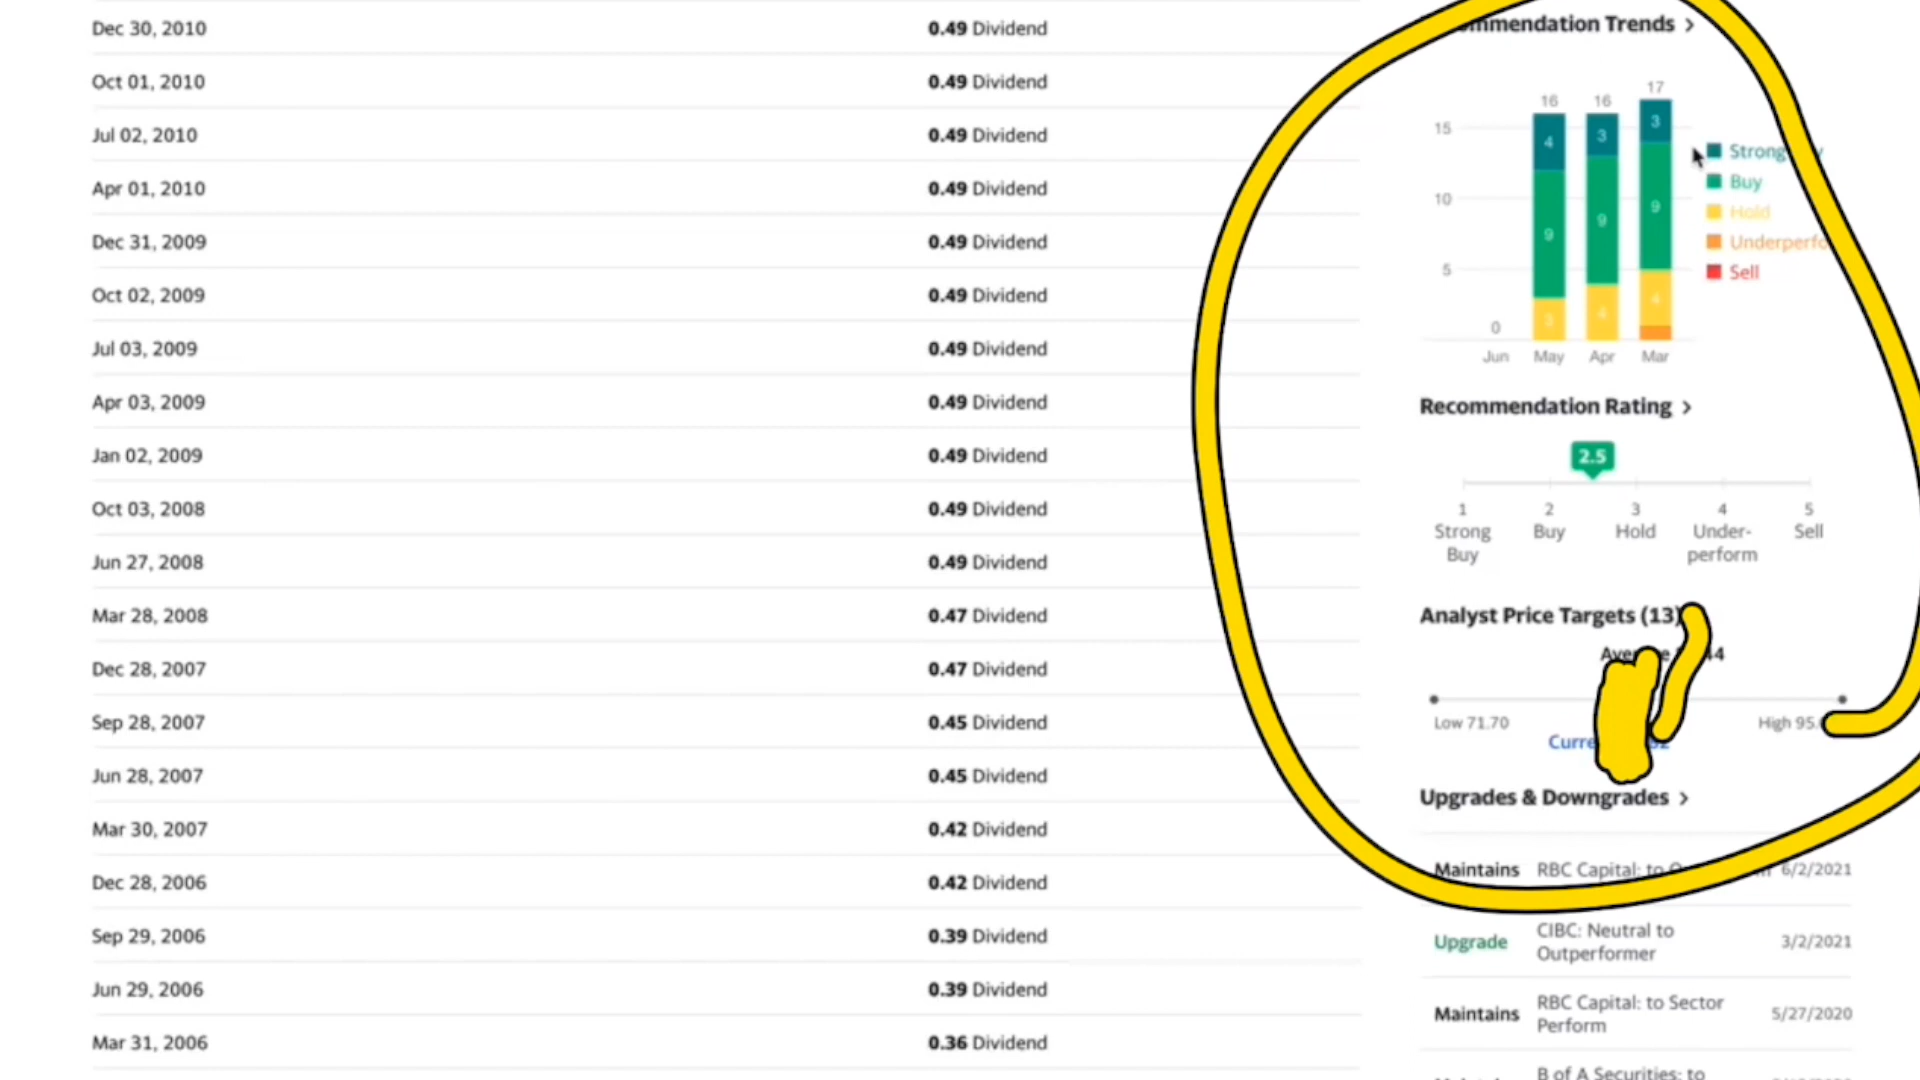 Dec 30, 2010 0.49 Dividend
Oct 01, 2010 0.49 Dividend
Jul 02, 2010 0.49 Dividend
Apr 01, 2010 0.49 Dividend
Dec 31, 2009 0.49 Dividend
Oct 02, 2009 0.49 Dividend
Jul 03, 2009 0.49 Dividend
Apr 03, 2009 0.49 Dividend
Jan 02, 2009 0.49 Dividend
Oct 03, 2008 0.49 Dividend
Jun 27, 2008 0.49 Dividend
Mar 28, 2008 0.47 Dividend
Dec 28, 2007 0.47 Dividend
Sep 28, 2007 0.45 Dividend
Jun 28, 2007 0.45 Dividend
Mar 30, 2007 0.42 Dividend
Dec 28, 2006 0.42 Dividend
Sep 29, 2006 0.39 Dividend
Jun 29, 2006 0.39 Dividend
Mar 31, 2006 0.36 Dividend
Trends >
16 16 17
15
10
5
4 3 3
9 9 9
3 4 4
0
Jun May Apr Mar
Strong
Buy
Hold
Underperfo
Sell
Recommendation Rating >
2.5
1 2 3 4 5
Strong Buy Hold Under- Sell
Buy perform
Analyst Price Targets (13)
Low 71.70 High 95.
Upgrades & Downgrades >
Maintains RBC Capital: to 6/2/2021
Upgrade CIBC: Neutral to
Outperformer 3/2/2021
Maintains RBC Capital: to Sector
Perform 5/27/2020
B of A Securities: to